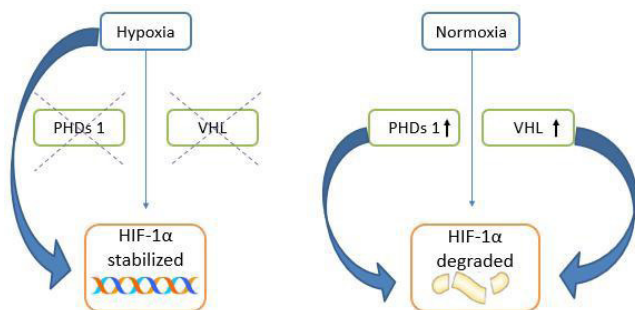 Hypoxia
PHDs 1
VHL
HIF-1α
stabilized
Normoxia
PHDs 1
VHL
HIF-1α
degraded